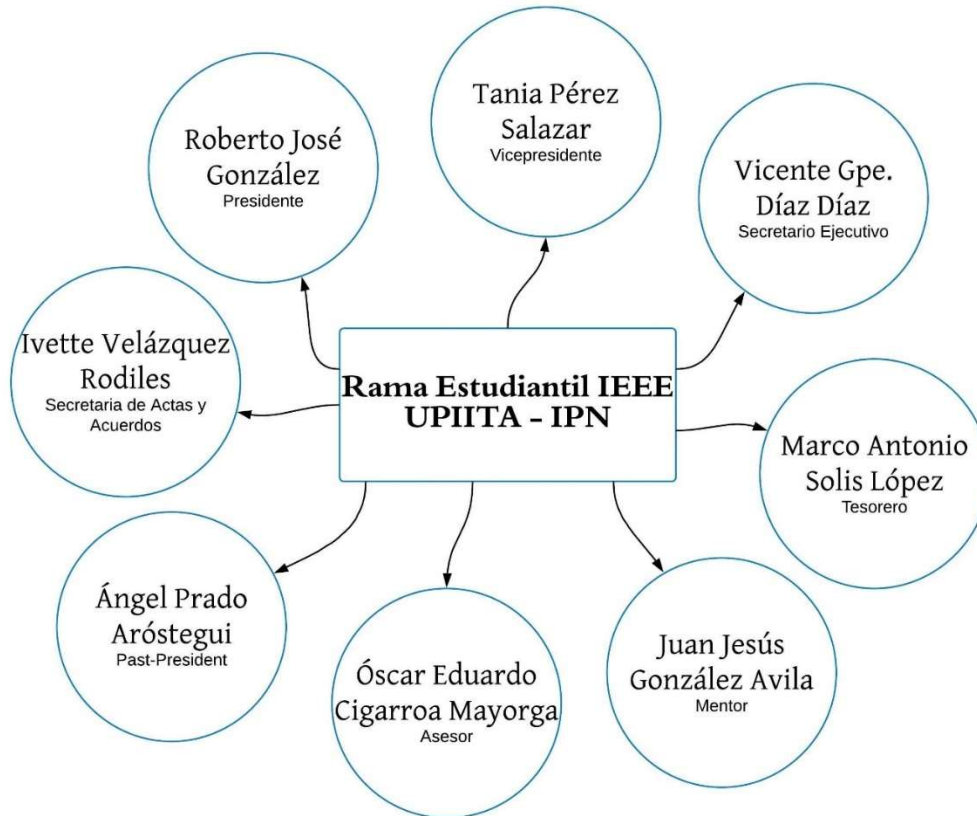 Tania Pérez
Salazar
Vicepresidente
Roberto José
González
Presidente
Vicente Gpe.
Díaz Díaz
Secretario Ejecutivo
Ivette Velázquez
Rodiles
Secretaria de Actas y
Acuerdos
Rama Estudiantil IEEE
UPIITA - IPN
Marco Antonio
Solis López
Tesorero
Ángel Prado
Aróstegui
Past-President
Óscar Eduardo
Cigarroa Mayorga
Asesor
Juan Jesús
González Avila
Mentor